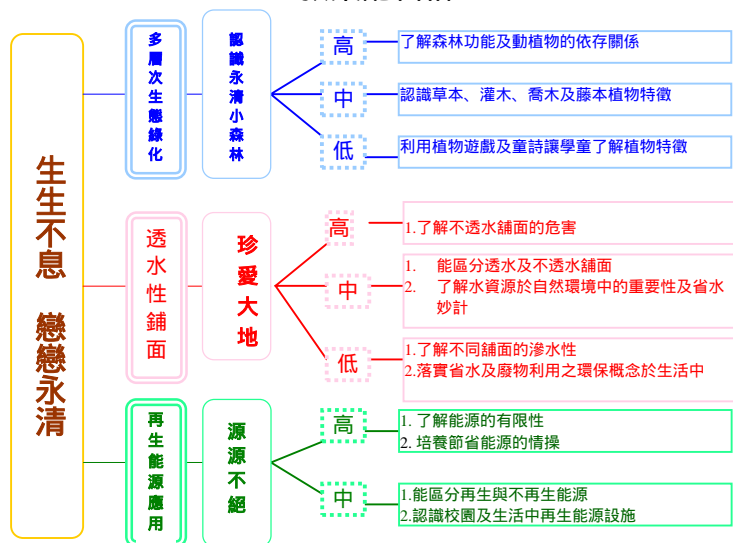 生生不息 戀戀永清
多層次生態綠化
認識永清小森林
高
了解森林功能及動植物的依存關係
中
認識草本、灌木、喬木及藤本植物特徵
低
利用植物遊戲及童詩讓學童了解植物特徵
透水性鋪面
珍愛大地
高
1.了解不透水舖面的危害
中
1. 能區分透水及不透水舖面
2. 了解水資源於自然環境中的重要性及省水
妙計
低
1.了解不同舖面的滲水性
2.落實省水及廢物利用之環保概念於生活中
再生能源應用
源源不絕
高
1. 了解能源的有限性
2. 培養節省能源的情操
中
1.能區分再生與不再生能源
2.認識校園及生活中再生能源設施